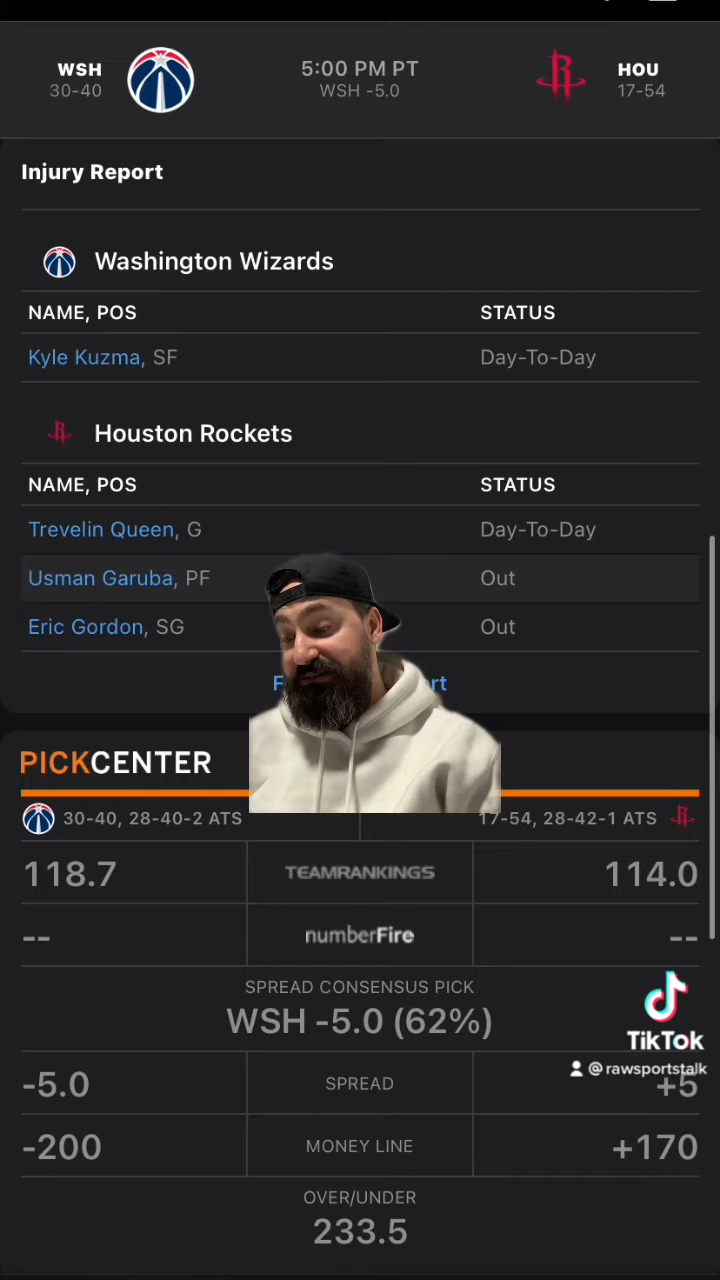 WSH
30-40
5:00 PM PT
WSH -5.0
HOU
17-54
Injury Report
Washington Wizards
NAME, POS STATUS
Kyle Kuzma, SF Day-To-Day
Houston Rockets
NAME, POS STATUS
Trevelin Queen, G Day-To-Day
Usman Garuba, PF Out
Eric Gordon, SG Out
PICKCENTER
30-40, 28-40-2 ATS 17-54, 28-42-1 ATS
118.7 TEAMRANKINGS 114.0
-- numberFire --
SPREAD CONSENSUS PICK
WSH -5.0 (62%)
TikTok
@rawsportstalk
-5.0 SPREAD +5
-200 MONEY LINE +170
OVER/UNDER
233.5